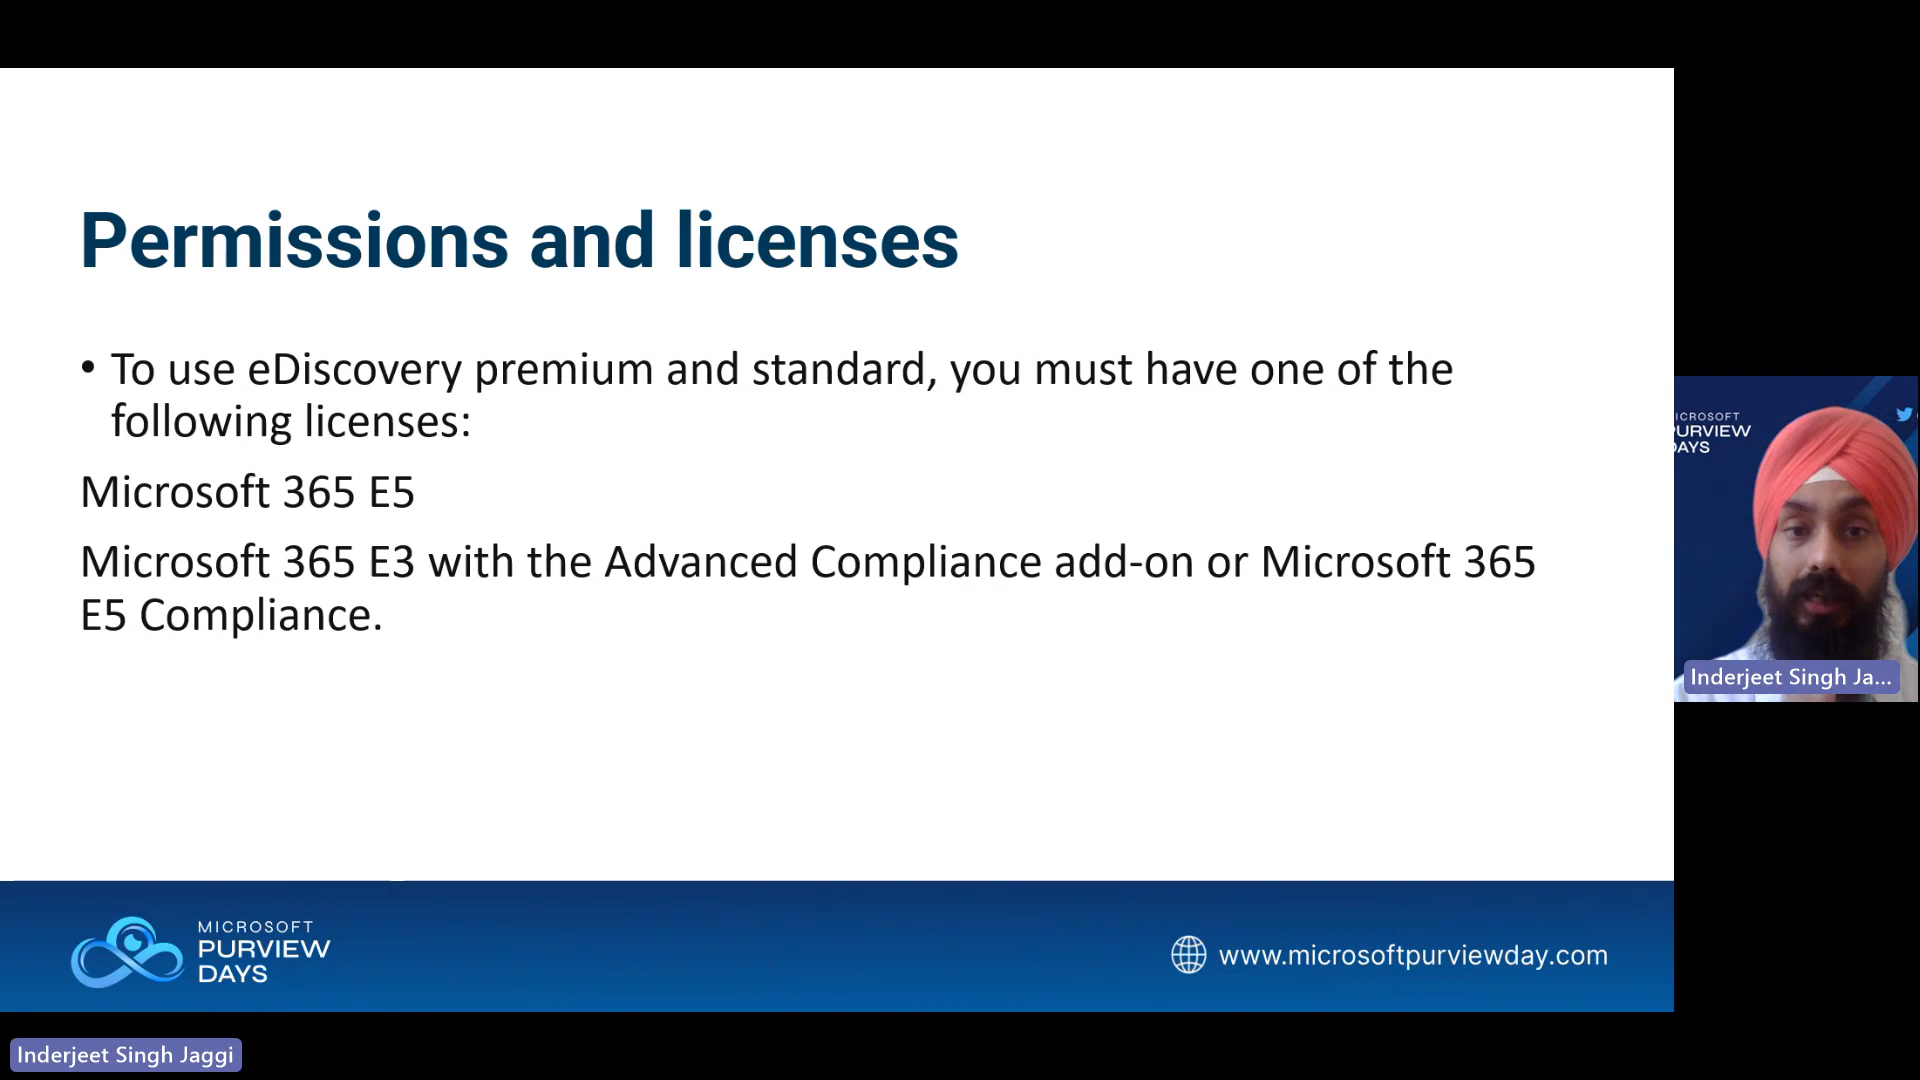 Permissions and licenses
• To use eDiscovery premium and standard, you must have one of the
following licenses:
Microsoft 365 E5
Microsoft 365 E3 with the Advanced Compliance add-on or Microsoft 365
E5 Compliance.
MICROSOFT
PURVIEW
DAYS
www.microsoftpurviewday.com
ICROSOFT
PURVIEW
DAYS
Inderjeet Singh Ja...
Inderjeet Singh Jaggi